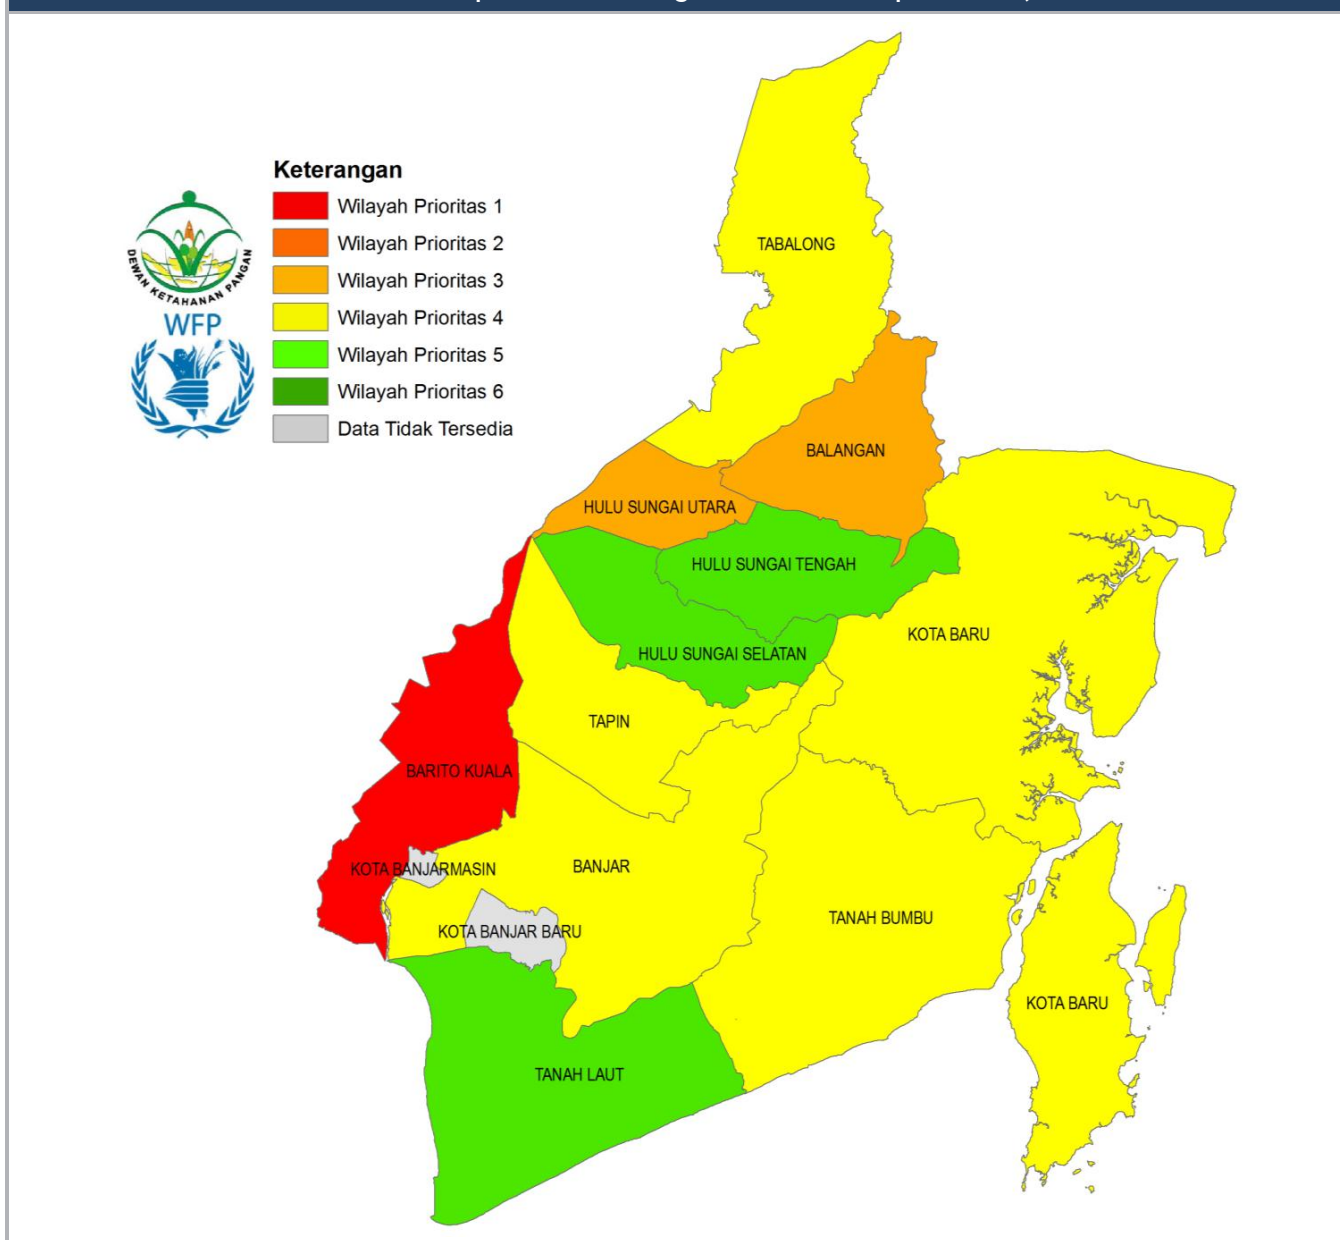 Keterangan
Wilayah Prioritas 1
Wilayah Prioritas 2
Wilayah Prioritas 3
Wilayah Prioritas 4
Wilayah Prioritas 5
Wilayah Prioritas 6
Data Tidak Tersedia
DEWAN KETAHANAN PANGAN
WFP
TABALONG
BALANGAN
HULU SUNGAI UTARA
HULU SUNGAI TENGAH
KOTA BARU
HULU SUNGAI SELATAN
TAPIN
BARITO KUALA
KOTA BANJARMASIN
BANJAR
TANAH BUMBU
KOTA BANJAR BARU
KOTA BARU
TANAH LAUT